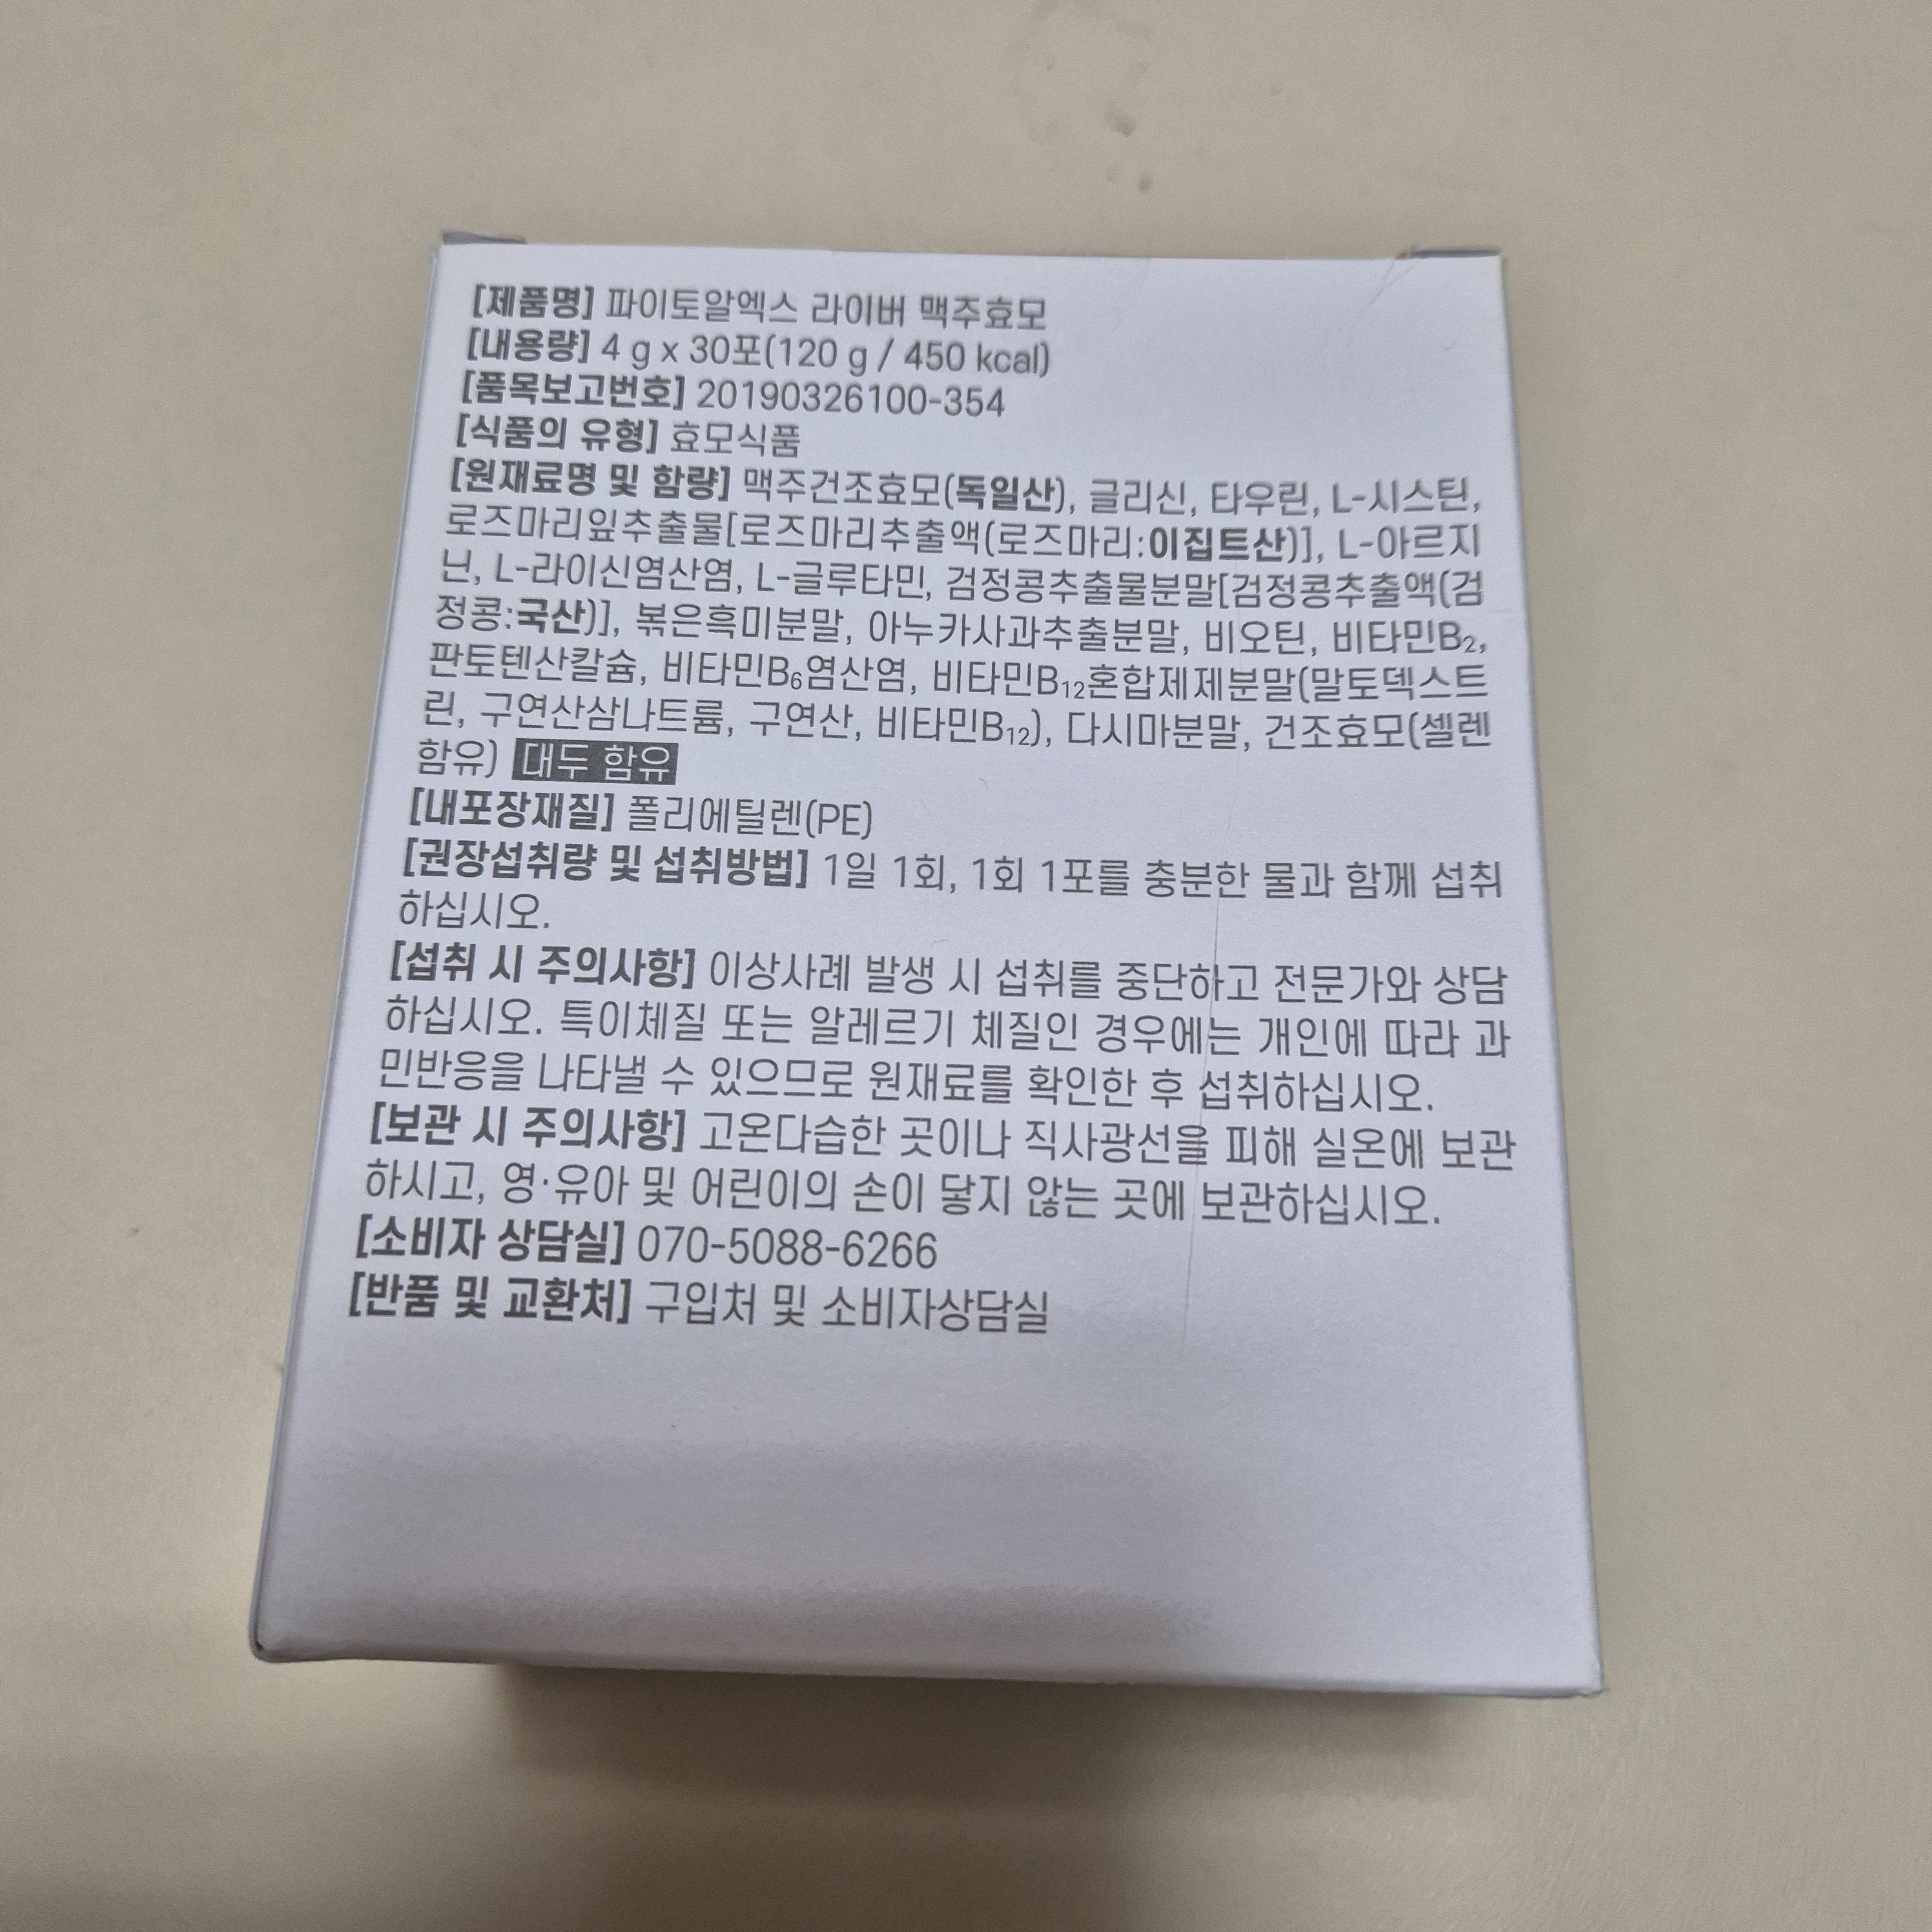 [제품명] 파이토알엑스 라이버 맥주효모
[내용량] 4 g x 30포(120 g / 450 kcal)
[품목보고번호] 20190326100-354
[식품의 유형] 효모식품
[원재료명 및 함량] 맥주건조효모(독일산), 글리신, 타우린, L-시스틴,
로즈마리잎추출물[로즈마리추출액(로즈마리:이집트산)], L-아르지
닌, L-라이신염산염, L-글루타민, 검정콩추출물분말[검정콩추출액(검
정콩:국산)], 볶은흑미분말, 아누카사과추출분말, 비오틴, 비타민B₂,
판토텐산칼슘, 비타민B₆염산염, 비타민B₁₂혼합제제분말(말토덱스트
린, 구연산삼나트륨, 구연산, 비타민B₁₂), 다시마분말, 건조효모(셀렌
함유) 대두 함유
[내포장재질] 폴리에틸렌(PE)
[권장섭취량 및 섭취방법] 1일 1회, 1회 1포를 충분한 물과 함께 섭취
하십시오.
[섭취 시 주의사항] 이상사례 발생 시 섭취를 중단하고 전문가와 상담
하십시오. 특이체질 또는 알레르기 체질인 경우에는 개인에 따라 과
민반응을 나타낼 수 있으므로 원재료를 확인한 후 섭취하십시오.
[보관 시 주의사항] 고온다습한 곳이나 직사광선을 피해 실온에 보관
하시고, 영·유아 및 어린이의 손이 닿지 않는 곳에 보관하십시오.
[소비자 상담실] 070-5088-6266
[반품 및 교환처] 구입처 및 소비자상담실